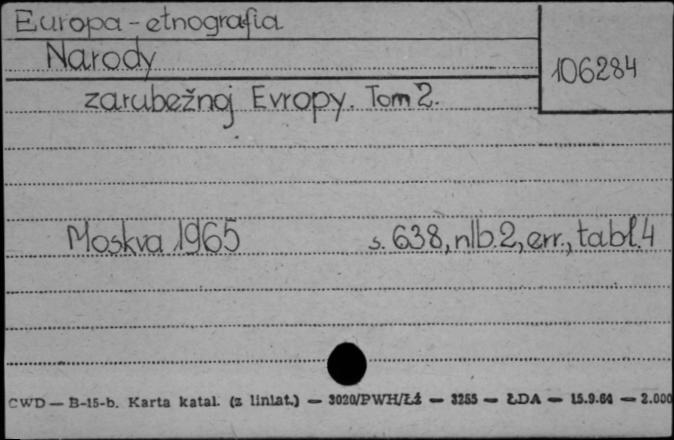 Europa-etnografia
Narody
106284
zarubežnoj Evropy. Tom 2.
Moskva 1965 s. 638, nlb. 2, err., tabl. 4
CWD — B-15-b. Karta katal. (z liniat.) — 3020/PWH/Łź — 3255 — ŁDA — 15.9.64 — 2.000